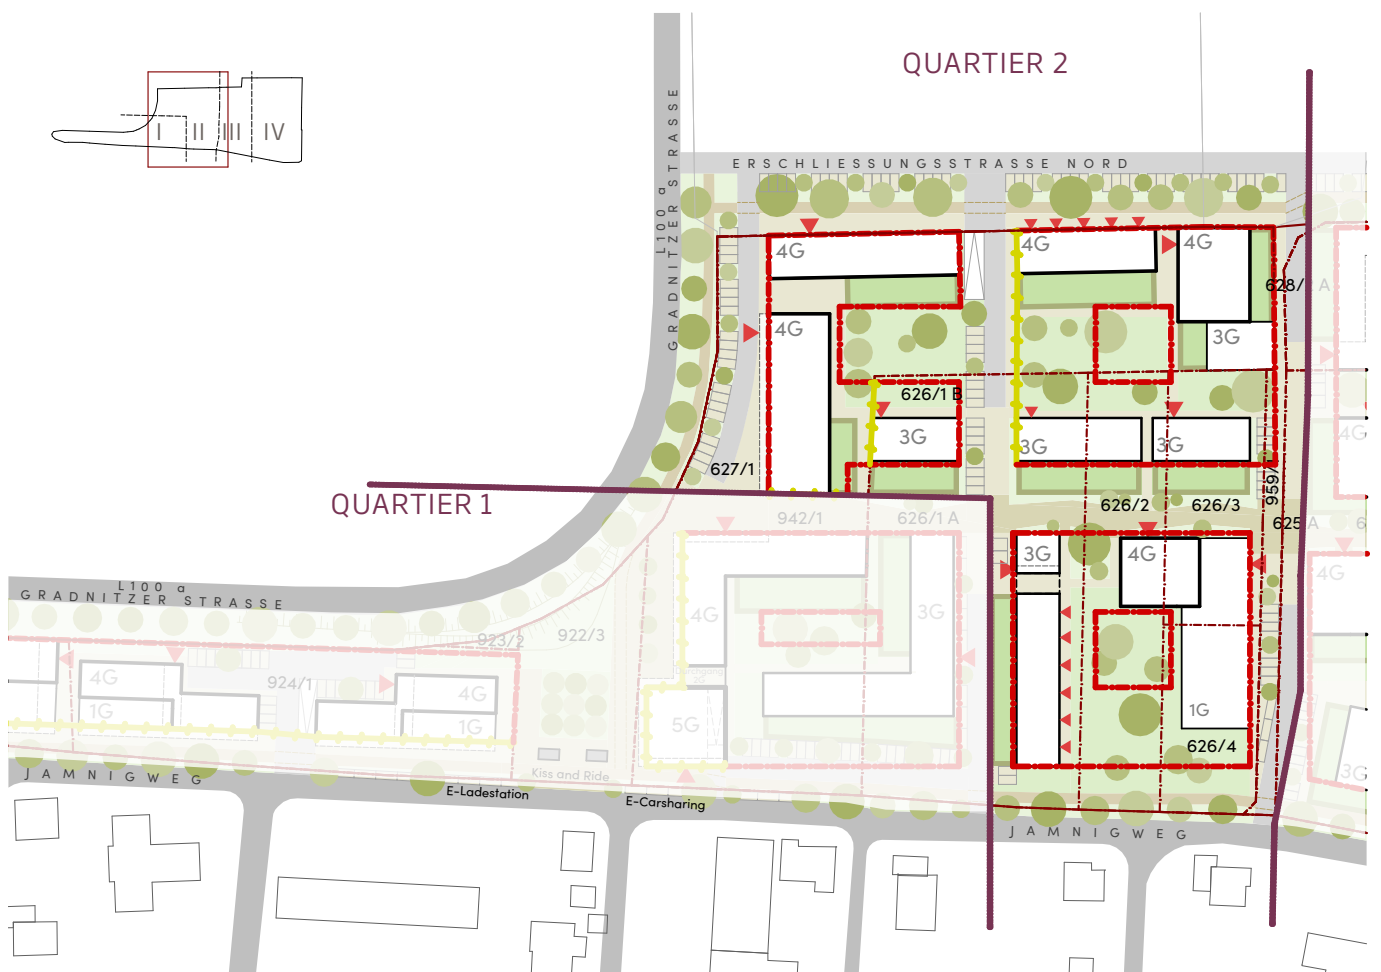 QUARTIER 2
I II III IV
GRADNITZER STRASSE
L100 a
ERSCHLIESSUNGSSTRASSE NORD
4G
4G
4G
4G
3G
628/
A
626/1 B
3G
3G
3G
627/1
959/
QUARTIER 1
942/1
626/1 A
626/2
626/3
625
A
6
4G
L100 a
GRADNITZER STRASSE
923/2
922/3
4G
3G
3G
4G
4G
924/1
4G
1G
4G
1G
5G
1G
626/4
3G
Kiss and Ride
JAMNIGWEG
E-Ladestation
E-Carsharing
JAMNIGWEG